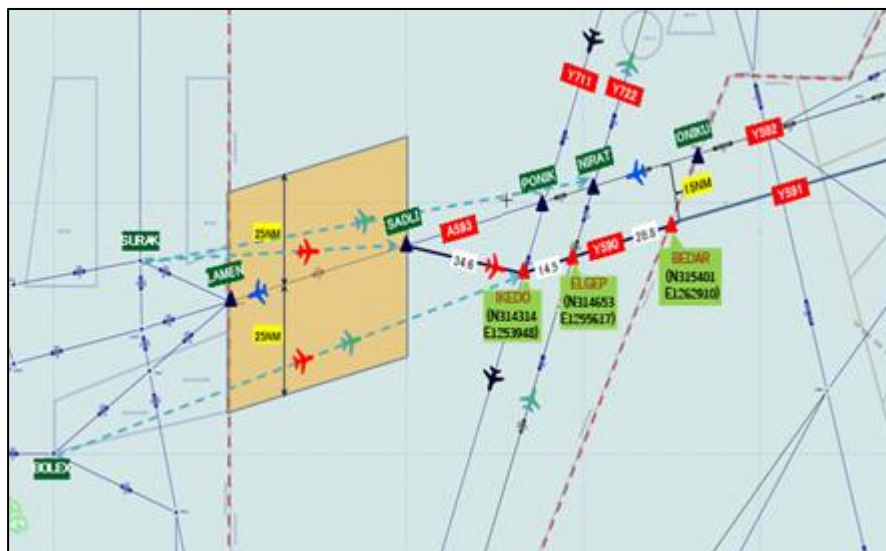 Y711
Y722
ONIKU
Y592
NIRAT
PONIK
15NM
Y591
SADLI
A593
25NM
SURAK
LAMEN
34.6
14.5
Y590
28.8
BEDAR
(N315401
E1262910)
ELGEP
(N314653
E1255617)
IKEDO
(N314314
E1253948)
25NM
BOLEX